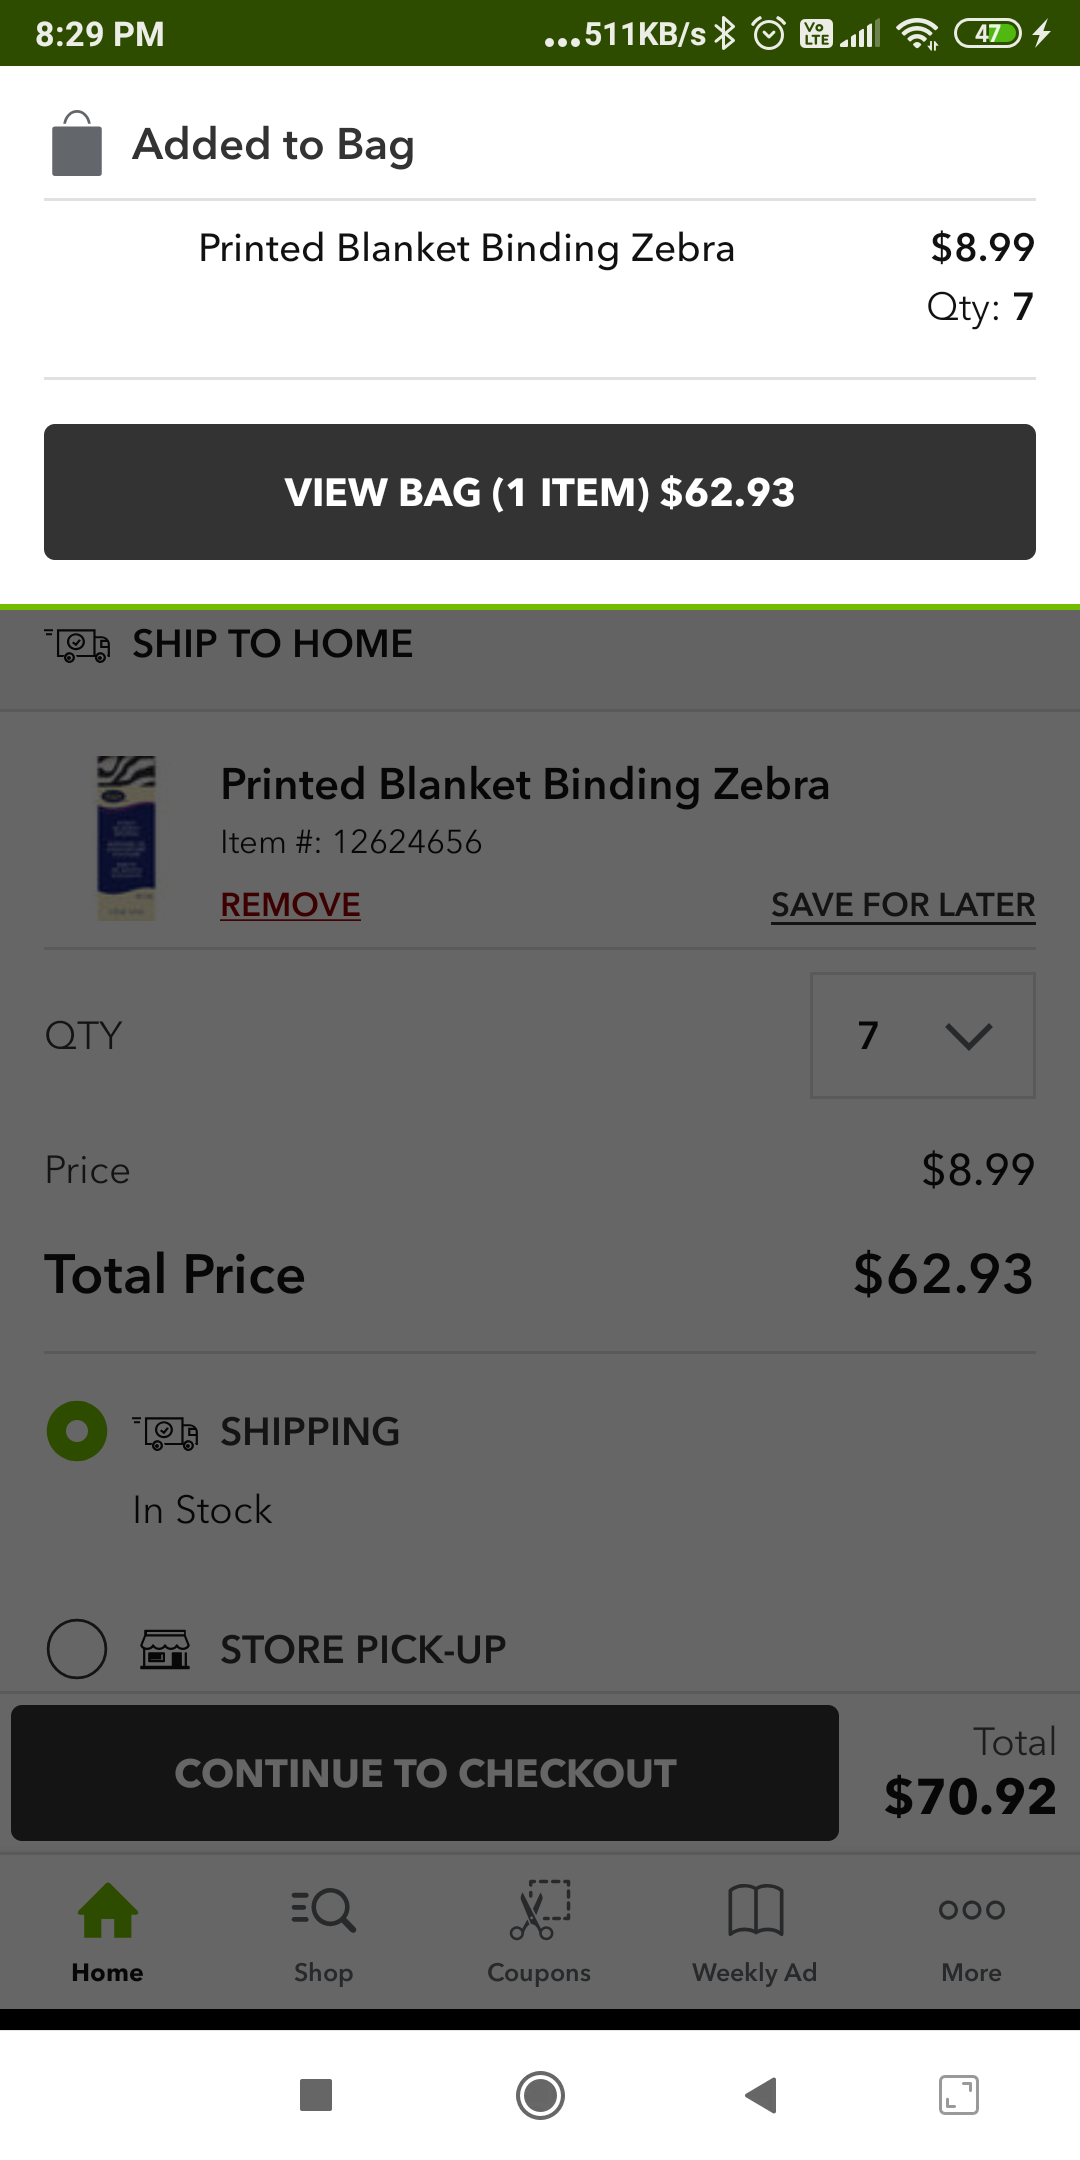 8:29 PM
...511KB/s
Vo LTE
47
Added to Bag
Printed Blanket Binding Zebra
$8.99
Qty: 7
VIEW BAG (1 ITEM) $62.93
SHIP TO HOME
Printed Blanket Binding Zebra
Item #: 12624656
REMOVE
SAVE FOR LATER
QTY
7
Price
$8.99
Total Price
$62.93
SHIPPING
In Stock
STORE PICK-UP
CONTINUE TO CHECKOUT
Total
$70.92
Home
Shop
Coupons
Weekly Ad
More